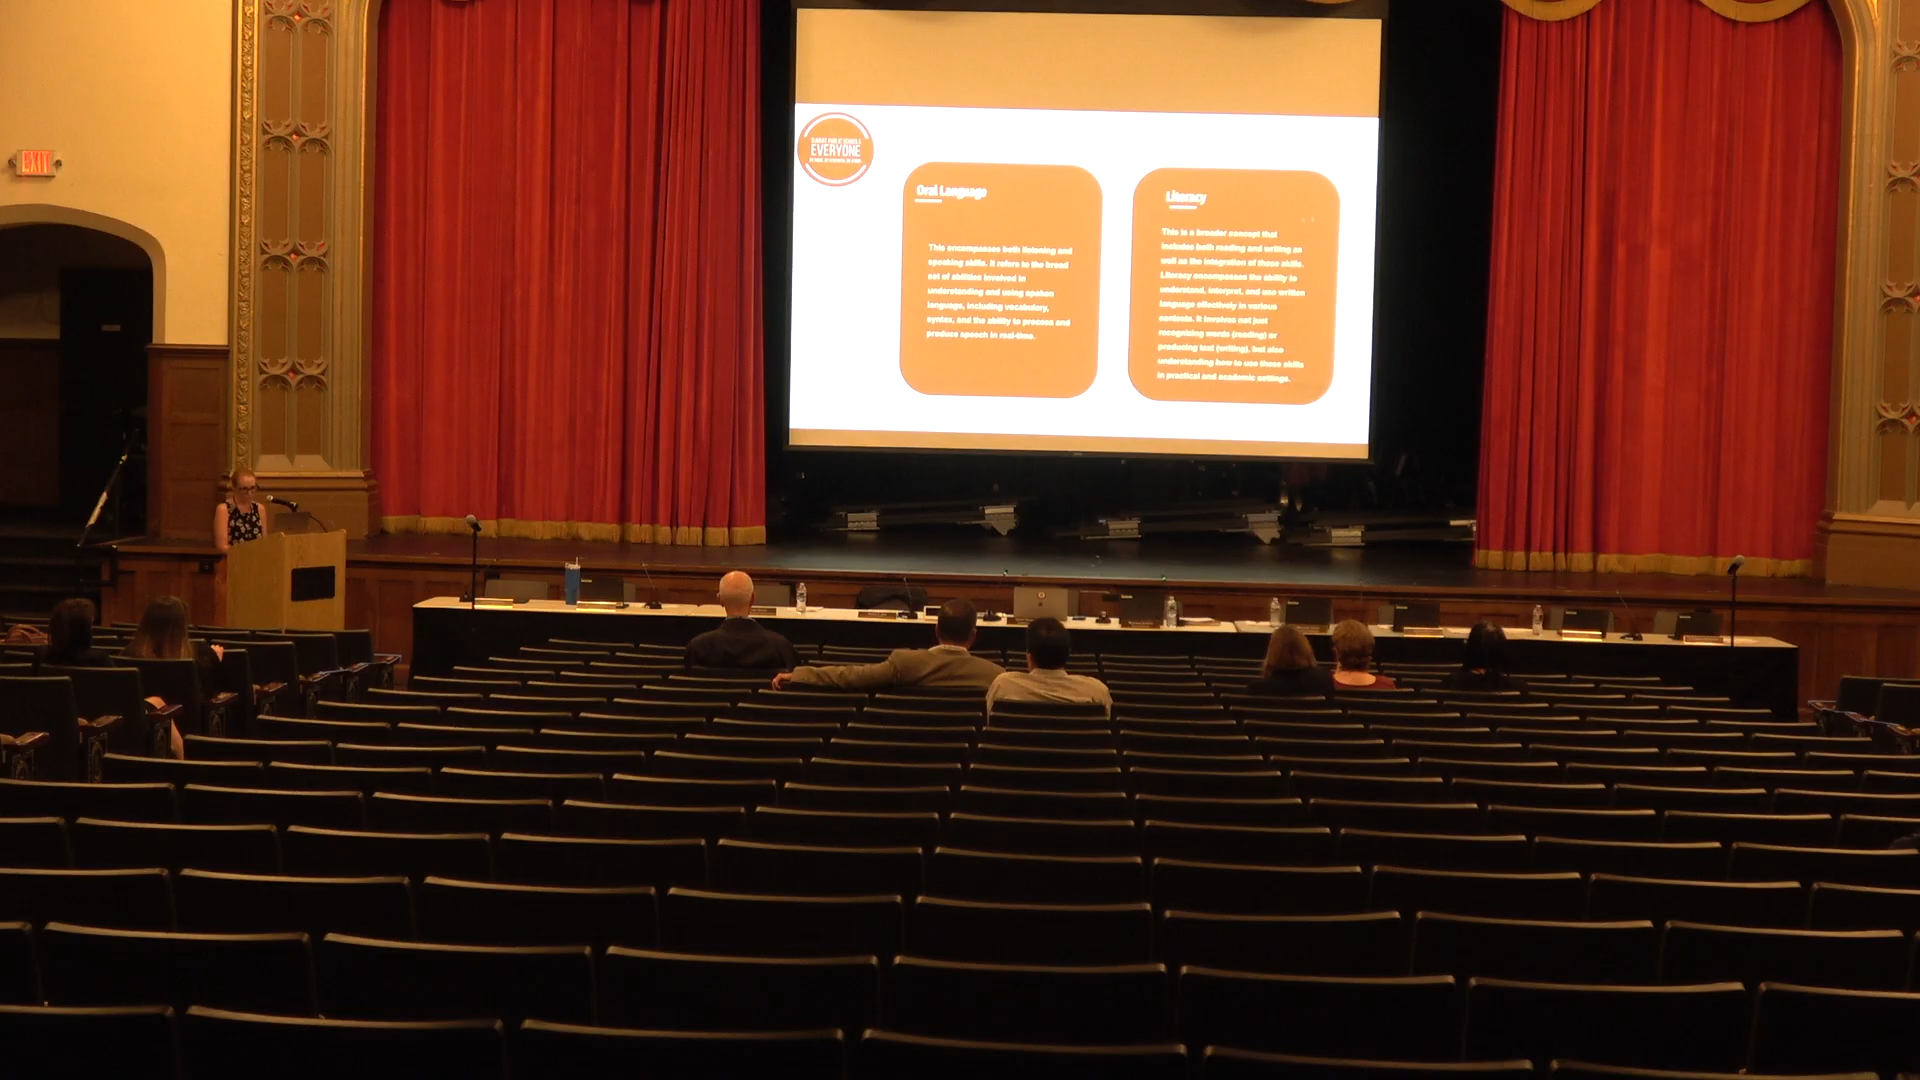 EXIT
SUMMIT PUBLIC SCHOOLS
EVERYONE
Oral Language
This encompasses both listening and
speaking skills. It refers to the broad
set of abilities involved in
understanding and using spoken
language, including vocabulary,
syntax, and the ability to process and
produce speech in real-time.
Literacy
This is a broader concept that
includes both reading and writing as
well as the integration of these skills.
Literacy encompasses the ability to
understand, interpret, and use written
language effectively in various
contexts. It involves not just
recognizing words (reading) or
producing text (writing), but also
understanding how to use these skills
in practical and academic settings.